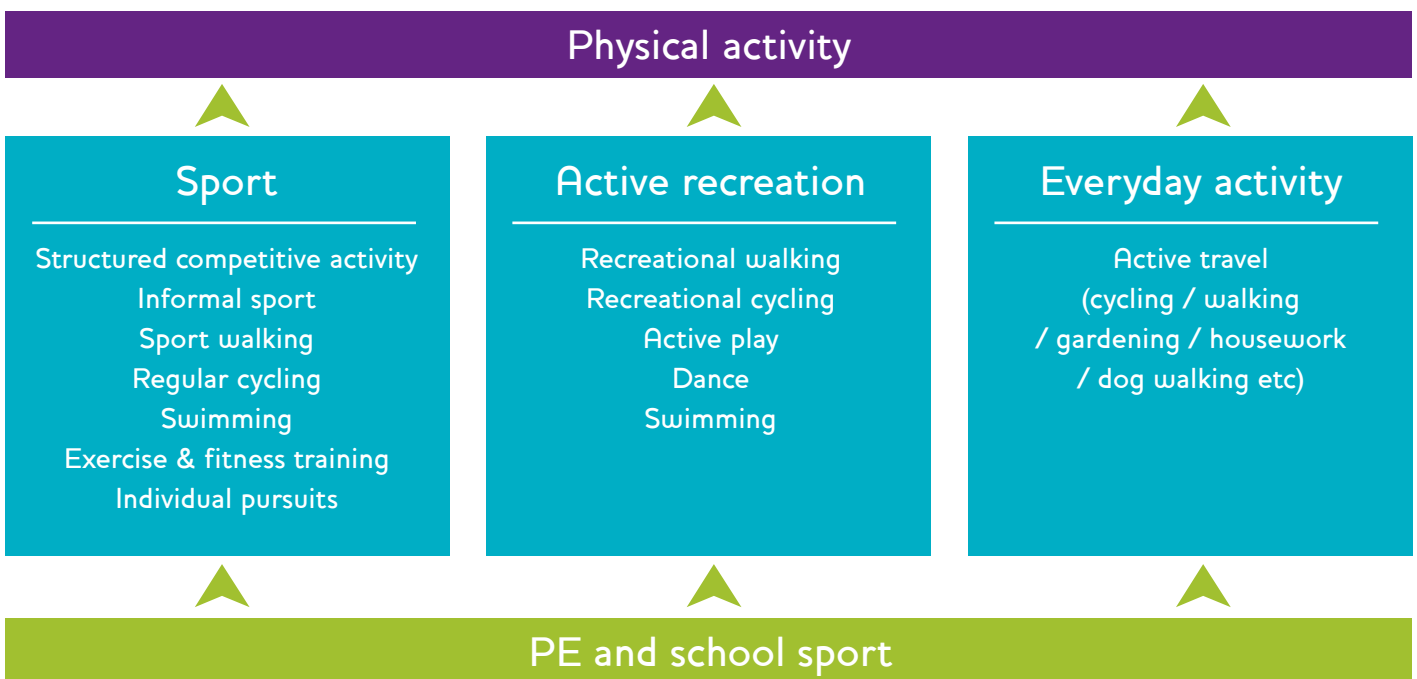 Physical activity
Sport
Structured competitive activity
Informal sport
Sport walking
Regular cycling
Swimming
Exercise & fitness training
Individual pursuits
Active recreation
Recreational walking
Recreational cycling
Active play
Dance
Swimming
Everyday activity
Active travel
(cycling / walking
/ gardening / housework
/ dog walking etc)
PE and school sport